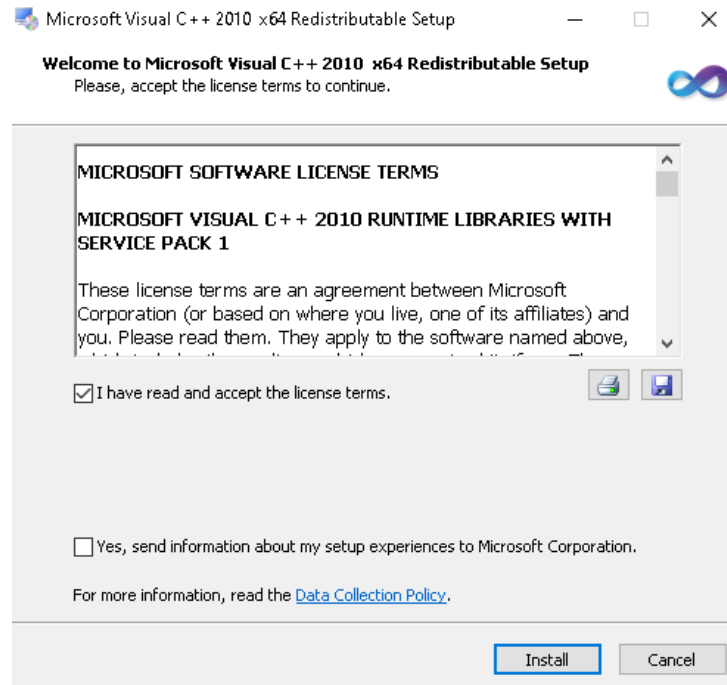 Microsoft Visual C++ 2010 x64 Redistributable Setup
Welcome to Microsoft Visual C++ 2010 x64 Redistributable Setup
Please, accept the license terms to continue.
MICROSOFT SOFTWARE LICENSE TERMS
MICROSOFT VISUAL C++ 2010 RUNTIME LIBRARIES WITH
SERVICE PACK 1
These license terms are an agreement between Microsoft
Corporation (or based on where you live, one of its affiliates) and
you. Please read them. They apply to the software named above,
I have read and accept the license terms.
Yes, send information about my setup experiences to Microsoft Corporation.
For more information, read the Data Collection Policy.
Install
Cancel